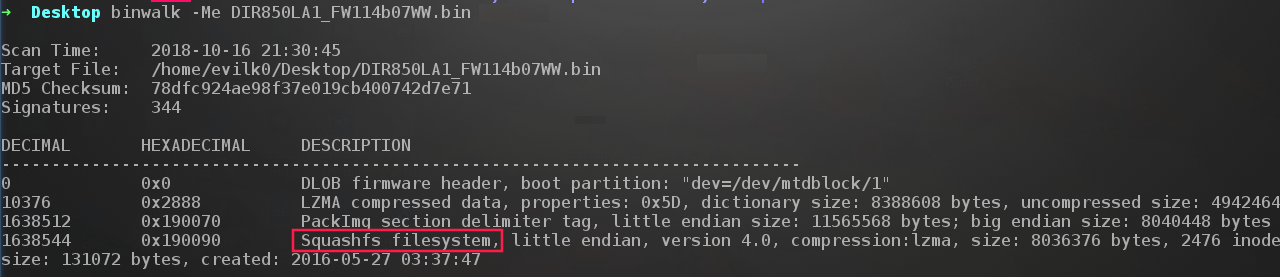 → Desktop binwalk -Me DIR850LA1_FW114b07WW.bin
Scan Time: 2018-10-16 21:30:45
Target File: /home/evilk0/Desktop/DIR850LA1_FW114b07WW.bin
MD5 Checksum: 78dfc924ae98f37e019cb400742d7e71
Signatures: 344
DECIMAL HEXADECIMAL DESCRIPTION
--------------------------------------------------------------------------------
0 0x0 DLOB firmware header, boot partition: "dev=/dev/mtdblock/1"
10376 0x2888 LZMA compressed data, properties: 0x5D, dictionary size: 8388608 bytes, uncompressed size: 4942464
1638512 0x190070 PackImg section delimiter tag, little endian size: 11565568 bytes; big endian size: 8040448 bytes
1638544 0x190090 Squashfs filesystem, little endian, version 4.0, compression:lzma, size: 8036376 bytes, 2476 inode
size: 131072 bytes, created: 2016-05-27 03:37:47